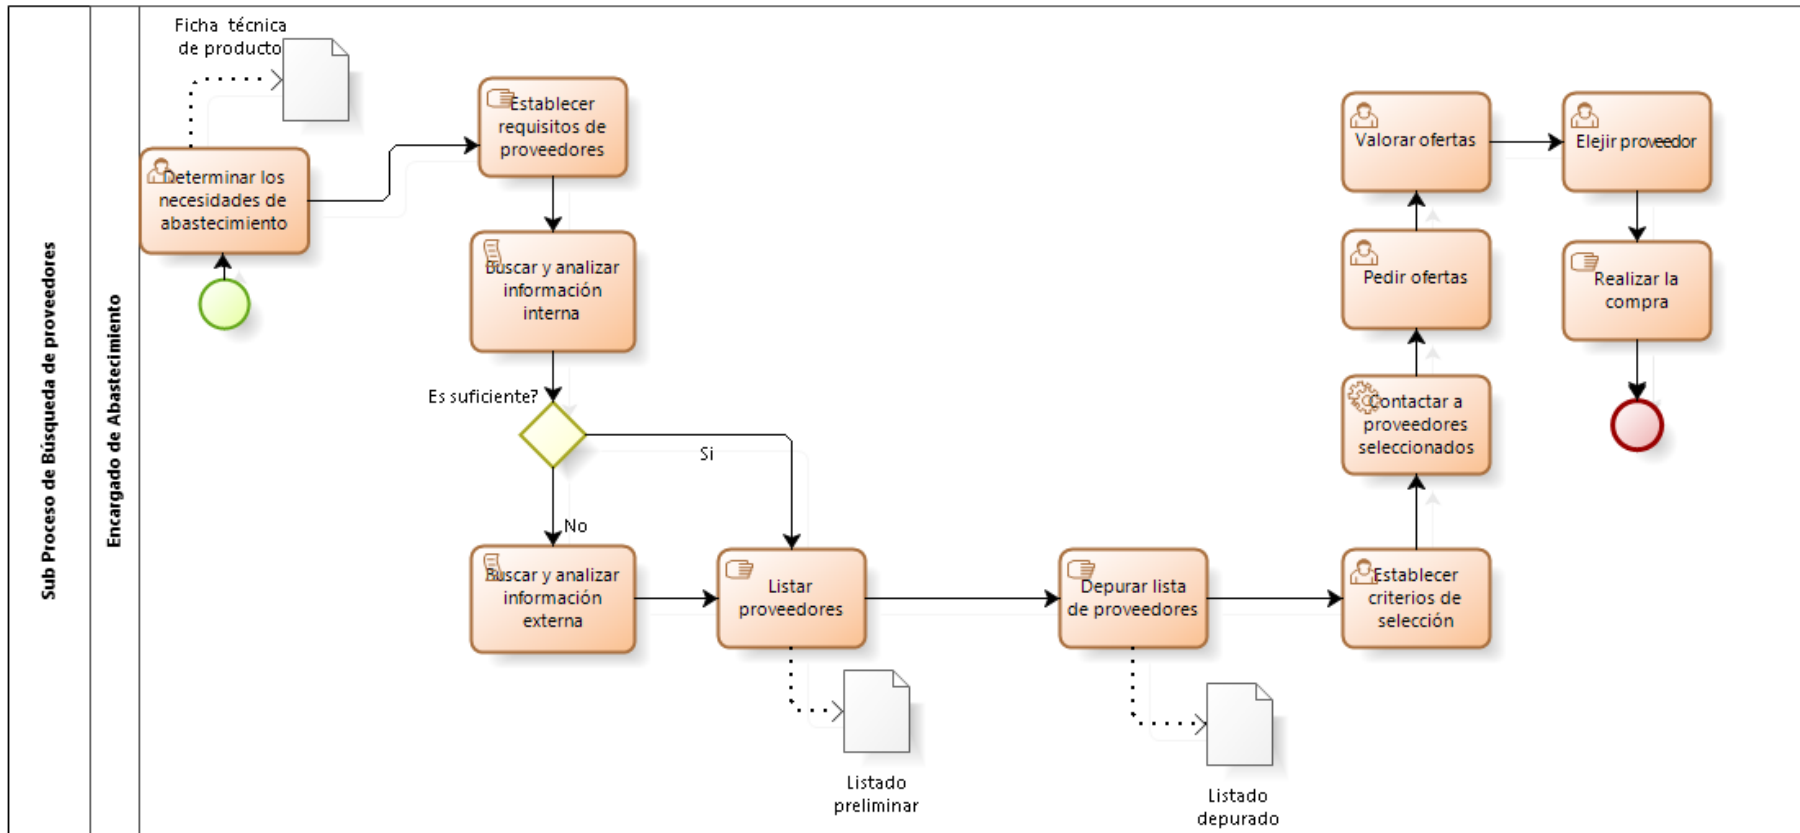 Sub Proceso de Búsqueda de proveedores
Encargado de Abastecimiento
Ficha técnica
de producto
Determinar los
necesidades de
abastecimiento
Establecer
requisitos de
proveedores
Buscar y analizar
información
interna
Es suficiente?
Si
No
Buscar y analizar
información
externa
Listar
proveedores
Listado
preliminar
Depurar lista
de proveedores
Listado
depurado
Establecer
criterios de
selección
Contactar a
proveedores
seleccionados
Pedir ofertas
Valorar ofertas
Elejir proveedor
Realizar la
compra